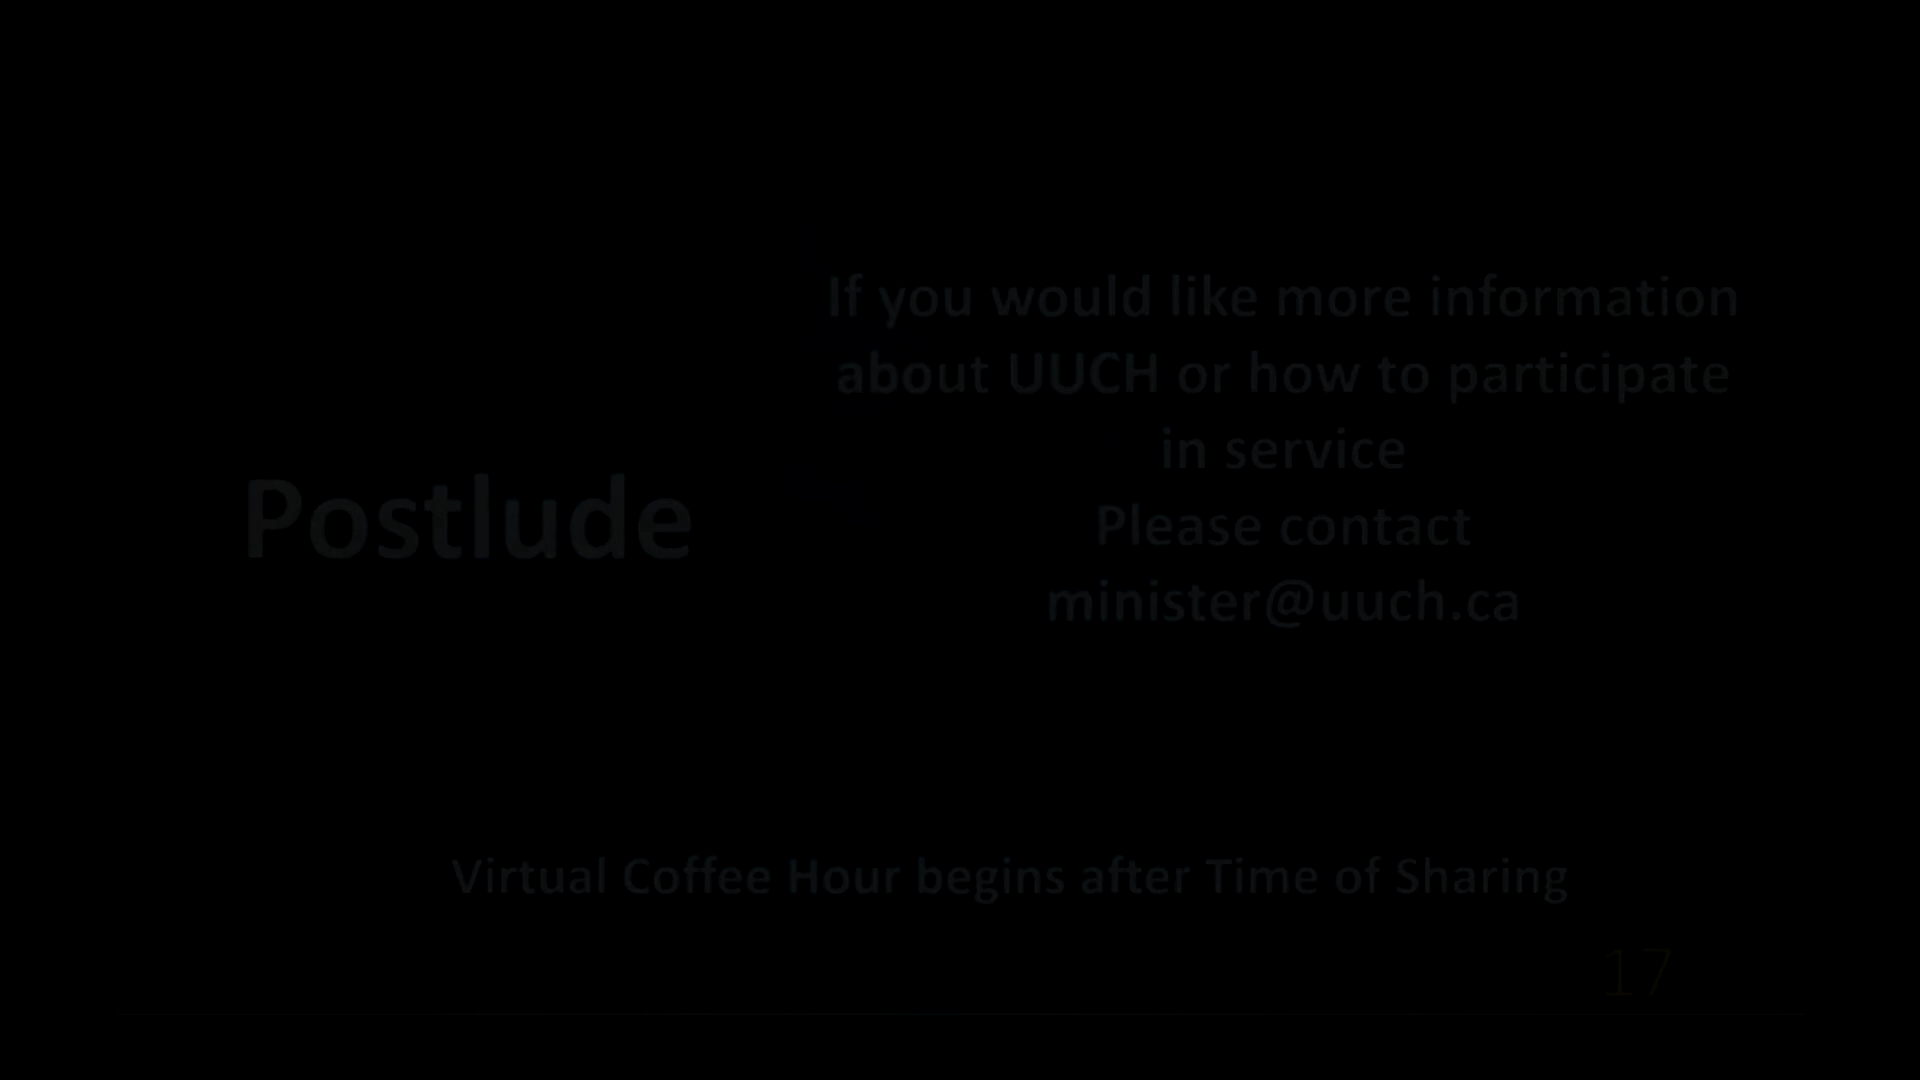 Postlude
If you would like more information
about UUCH or how to participate
in service
Please contact
minister@uuch.ca
Virtual Coffee Hour begins after Time of Sharing
17